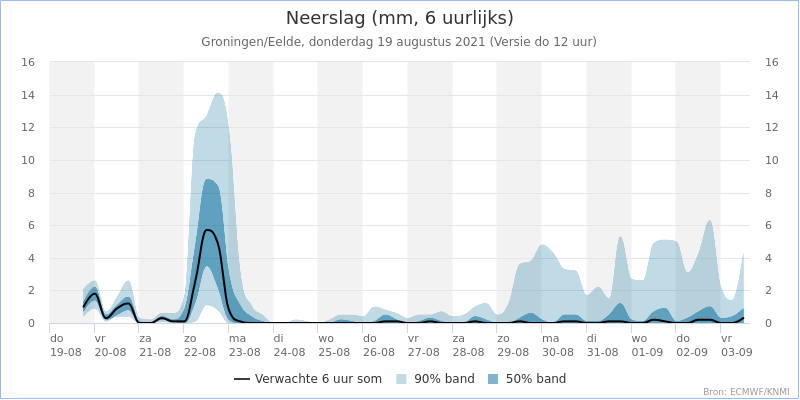 Neerslag (mm, 6 uurlijks)
Groningen/Eelde, donderdag 19 augustus 2021 (Versie do 12 uur)
16 16
14 14
12 12
10 10
8 8
6 6
4 4
2 2
0 0
do vr za zo ma di wo do vr za zo ma di wo do vr
19-08 20-08 21-08 22-08 23-08 24-08 25-08 26-08 27-08 28-08 29-08 30-08 31-08 01-09 02-09 03-09
Verwachte 6 uur som 90% band 50% band
Bron: ECMWF/KNMI